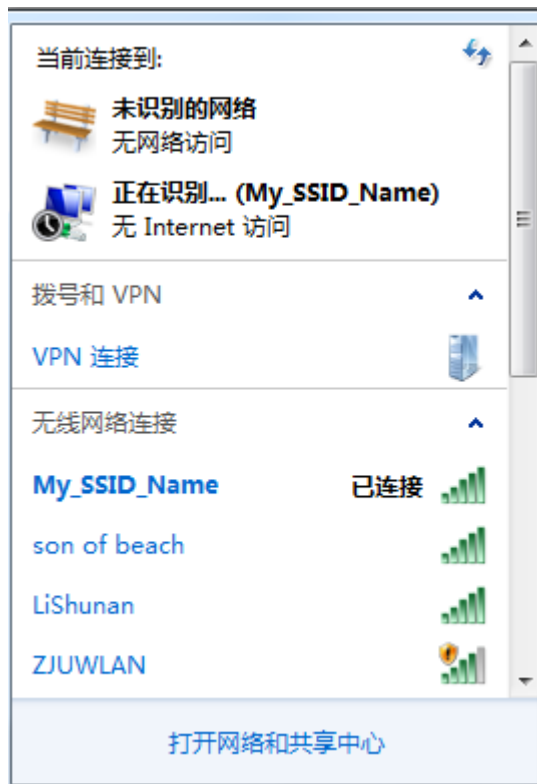 当前连接到:
未识别的网络
无网络访问
正在识别... (My_SSID_Name)
无 Internet 访问
拨号和 VPN
VPN 连接
无线网络连接
My_SSID_Name 已连接
son of beach
LiShunan
ZJUWLAN
打开网络和共享中心